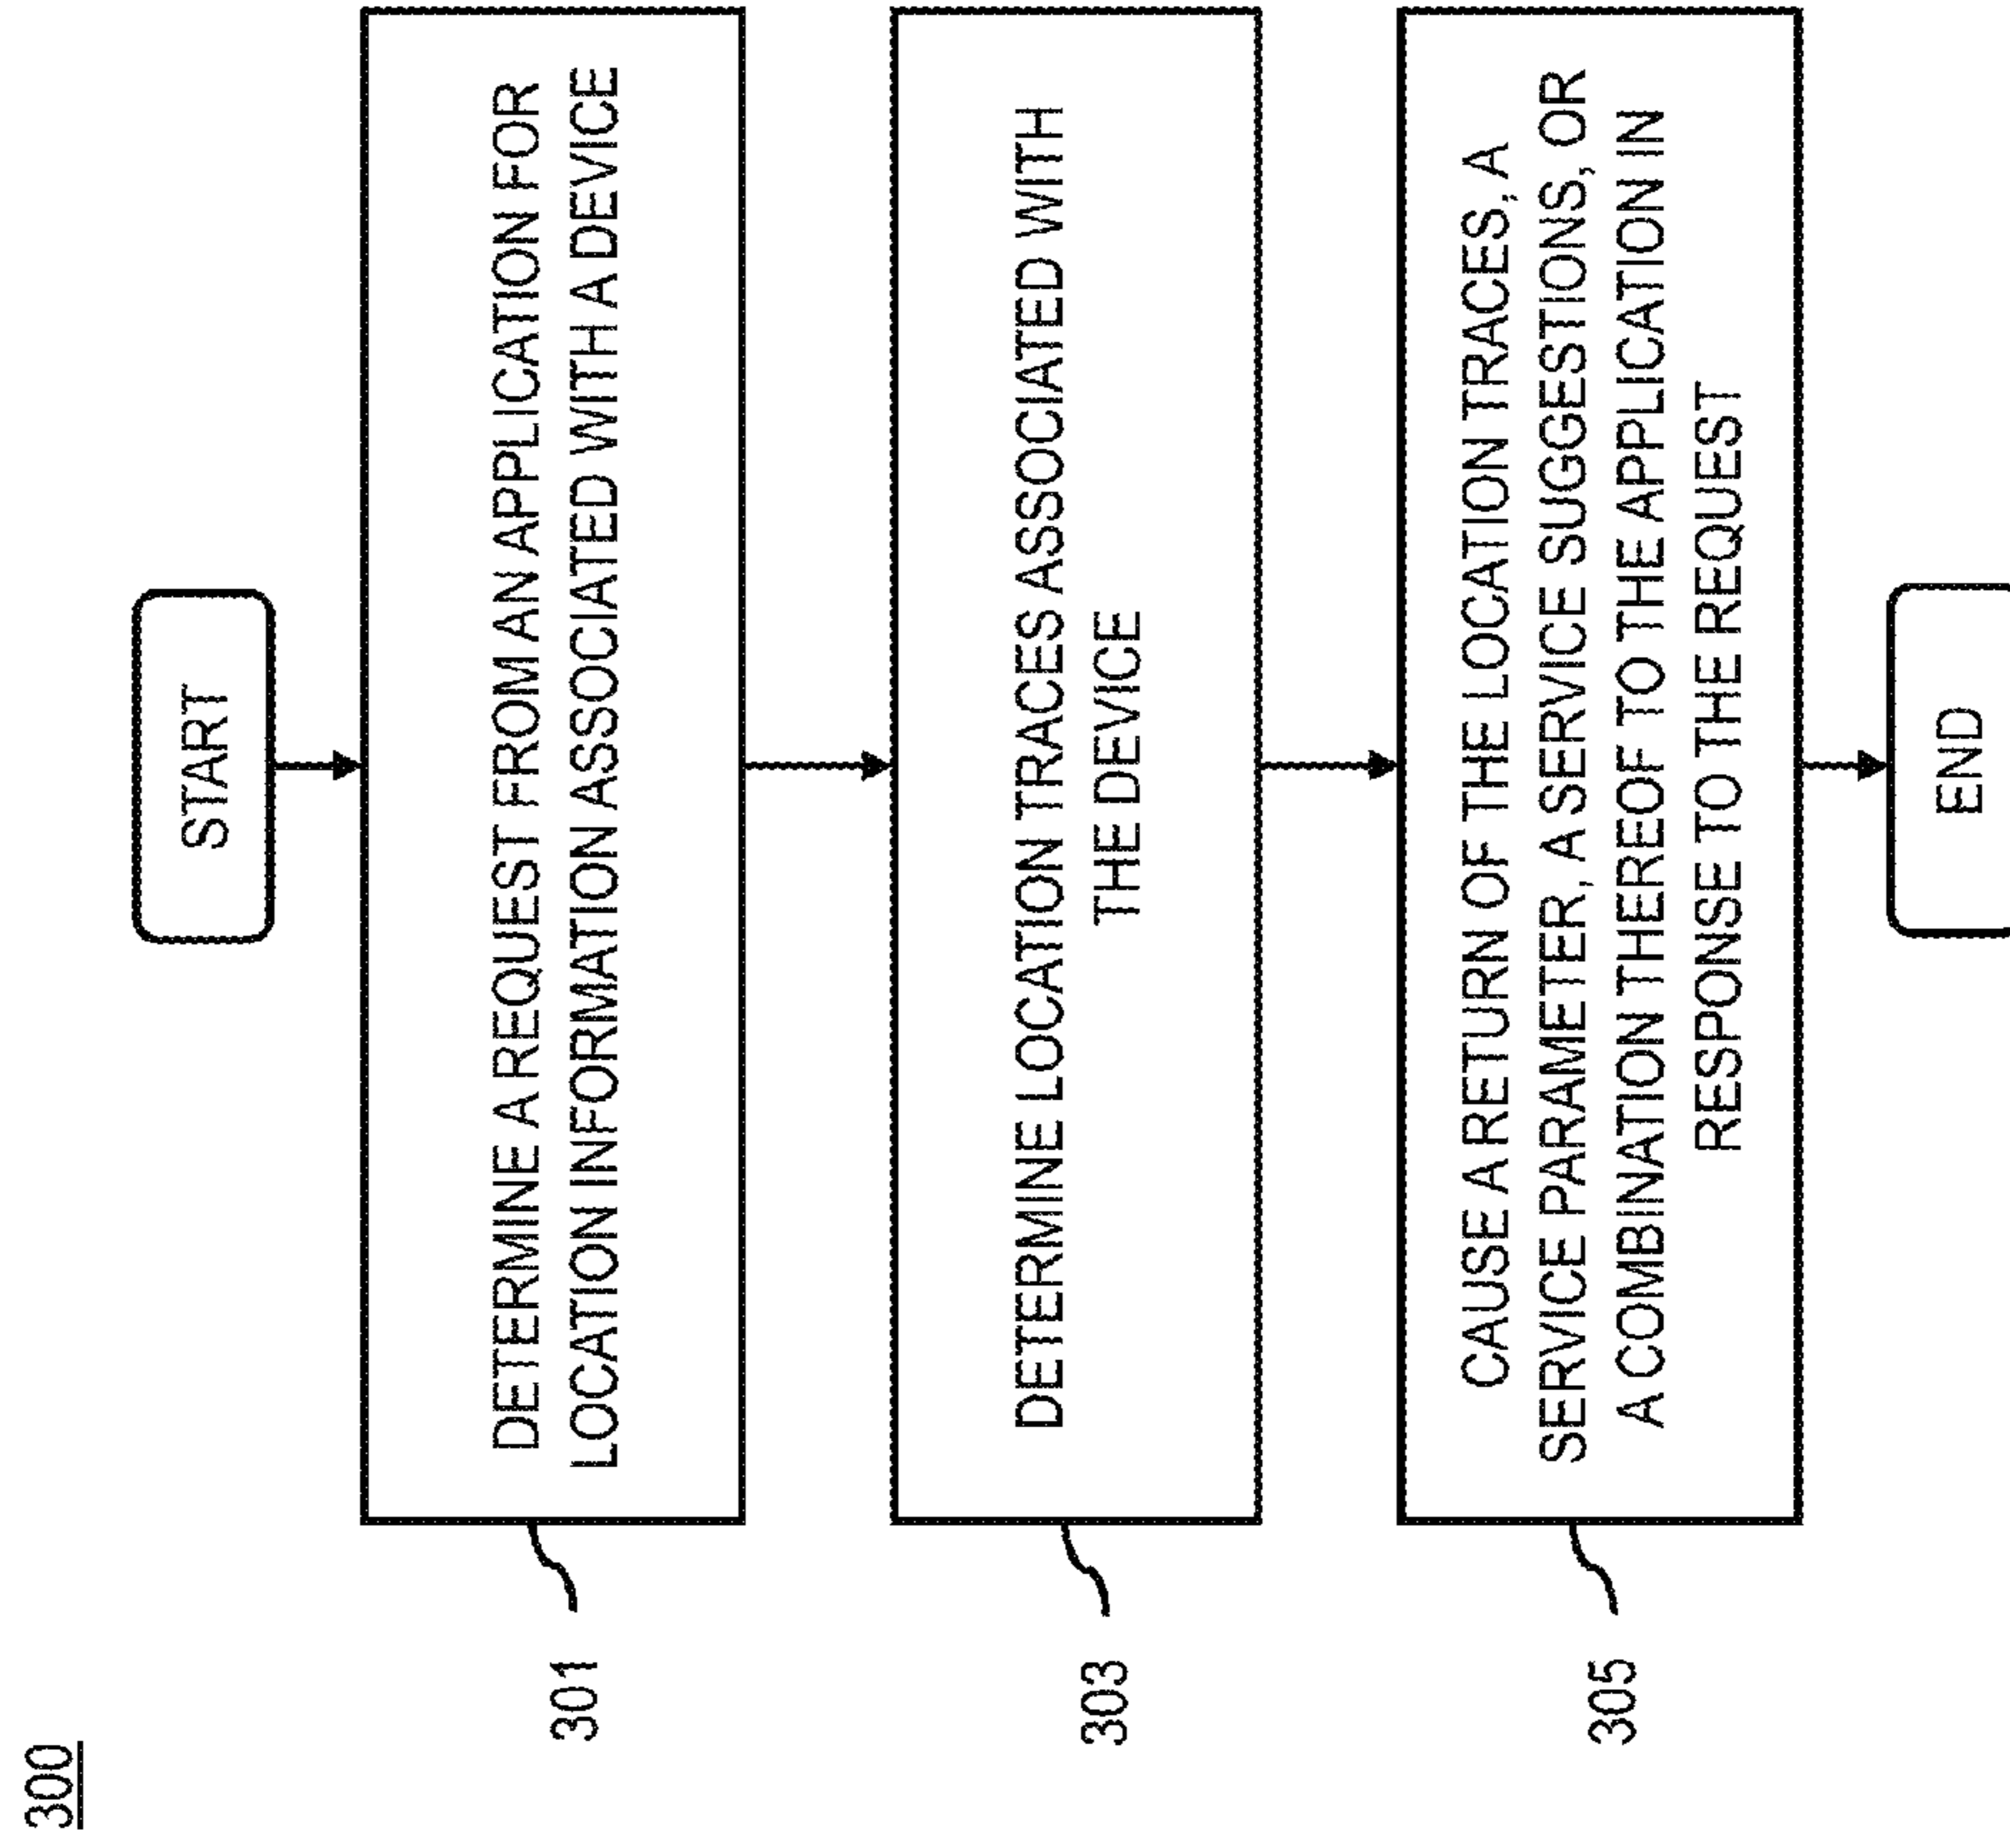 300
START
DETERMINE A REQUEST FROM AN APPLICATION FOR
LOCATION INFORMATION ASSOCIATED WITH A DEVICE
301
DETERMINE LOCATION TRACES ASSOCIATED WITH
THE DEVICE
303
CAUSE A RETURN OF THE LOCATION TRACES, A
SERVICE PARAMETER, A SERVICE SUGGESTIONS, OR
A COMBINATION THEREOF TO THE APPLICATION IN
RESPONSE TO THE REQUEST
305
END